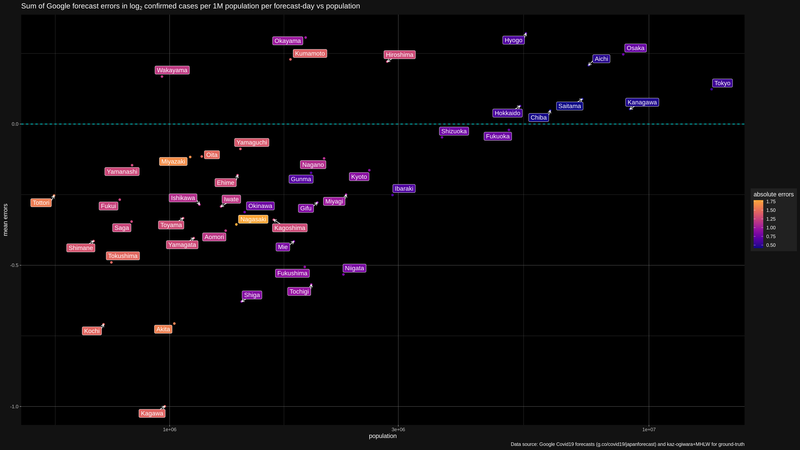 Sum of Google forecast errors in log2 confirmed cases per 1M population per forecast-day vs population
Okayama
Hyogo
Kumamoto
Hiroshima
Osaka
Aichi
Wakayama
Tokyo
Saitama
Kanagawa
Hokkaido
Chiba
0.0
Shizuoka
Fukuoka
Yamaguchi
Oita
Miyazaki
Nagano
Yamanashi
Kyoto
Gunma
Ehime
Ibaraki
Tottori
Ishikawa
Iwate
Miyagi
Fukui
Okinawa
Gifu
Nagasaki
Saga
Toyama
Kagoshima
Aomori
Shimane
Yamagata
Mie
Tokushima
-0.5
Niigata
Fukushima
Shiga
Tochigi
Kochi
Akita
Kagawa
-1.0
mean errors
1e+06
3e+06
1e+07
population
absolute errors
1.75
1.50
1.25
1.00
0.75
0.50
Data source: Google Covid19 forecasts (g.co/covid19/japanforecast) and kaz-ogiwara+MHLW for ground-truth